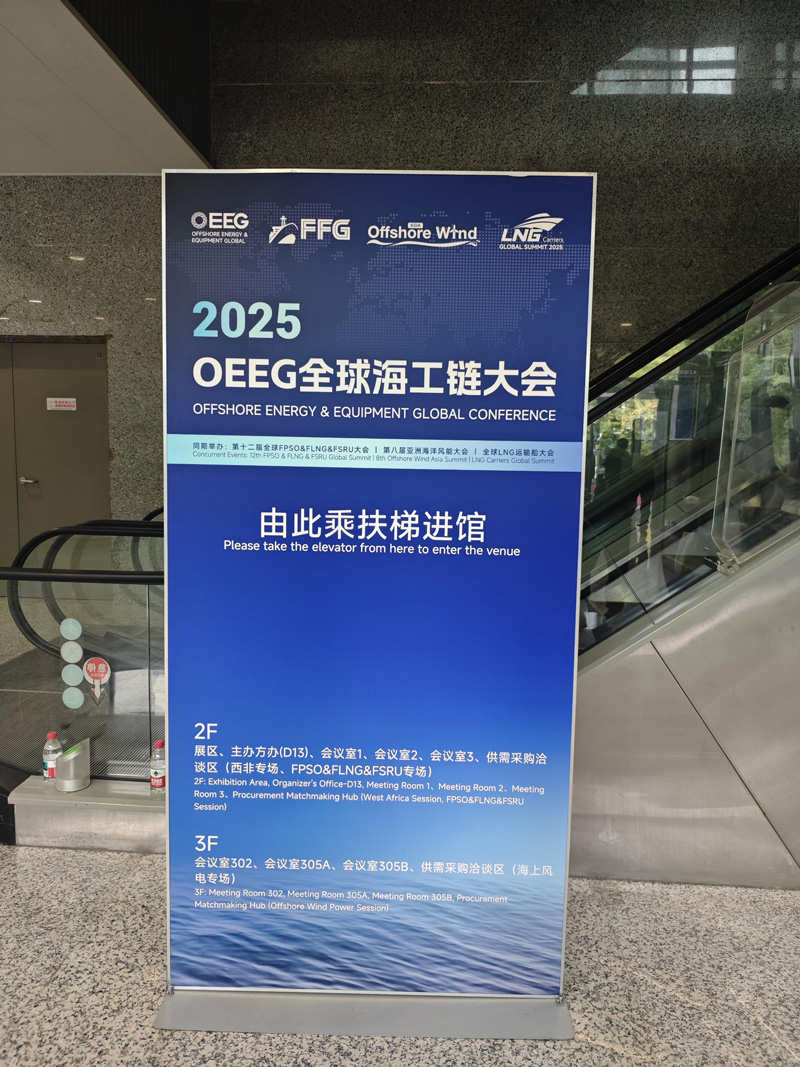 OEEG
OFFSHORE ENERGY &
EQUIPMENT GLOBAL
FFG
ASIA
Offshore Wind
LNG Carriers
GLOBAL SUMMIT 2025
2025
OEEG全球海工链大会
OFFSHORE ENERGY & EQUIPMENT GLOBAL CONFERENCE
同期举办：第十二届全球FPSO&FLNG&FSRU大会 | 第八届亚洲海洋风能大会 | 全球LNG运输船大会
Concurrent Events: 12th FPSO & FLNG & FSRU Global Summit | 8th Offshore Wind Asia Summit | LNG Carriers Global Summit
由此乘扶梯进馆
Please take the elevator from here to enter the venue
2F
展区、主办方办(D13)、会议室1、会议室2、会议室3、供需采购洽
谈区（西非专场、FPSO&FLNG&FSRU专场）
2F: Exhibition Area, Organizer's Office-D13, Meeting Room 1、Meeting Room 2、Meeting
Room 3、Procurement Matchmaking Hub (West Africa Session, FPSO&FLNG&FSRU
Session)
3F
会议室302、会议室305A、会议室305B、供需采购洽谈区（海上风
电专场）
3F: Meeting Room 302, Meeting Room 305A, Meeting Room 305B, Procurement
Matchmaking Hub (Offshore Wind Power Session)